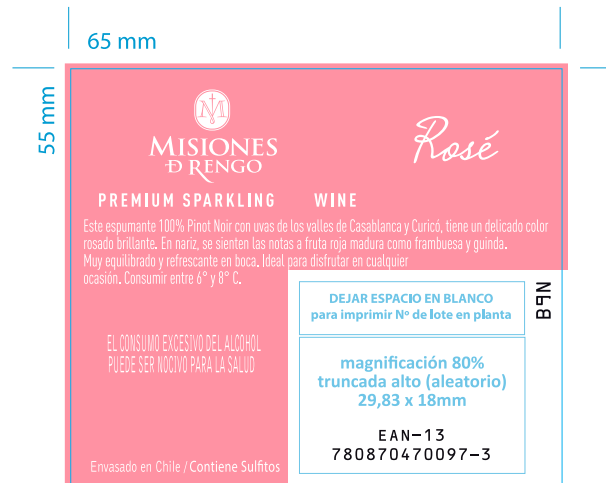 65 mm
55 mm
M
MISIONES
D RENGO
Rosé
PREMIUM SPARKLING WINE
Este espumante 100% Pinot Noir con uvas de los valles de Casablanca y Curicó, tiene un delicado color
rosado brillante. En nariz, se sienten las notas a fruta roja madura como frambuesa y guinda.
Muy equilibrado y refrescante en boca. Ideal para disfrutar en cualquier
ocasión. Consumir entre 6° y 8° C.
DEJAR ESPACIO EN BLANCO
para imprimir Nº de lote en planta
EL CONSUMO EXCESIVO DEL ALCOHOL
PUEDE SER NOCIVO PARA LA SALUD
magnificación 80%
truncada alto (aleatorio)
29,83 x 18mm
EAN-13
780870470097-3
Envasado en Chile / Contiene Sulfitos